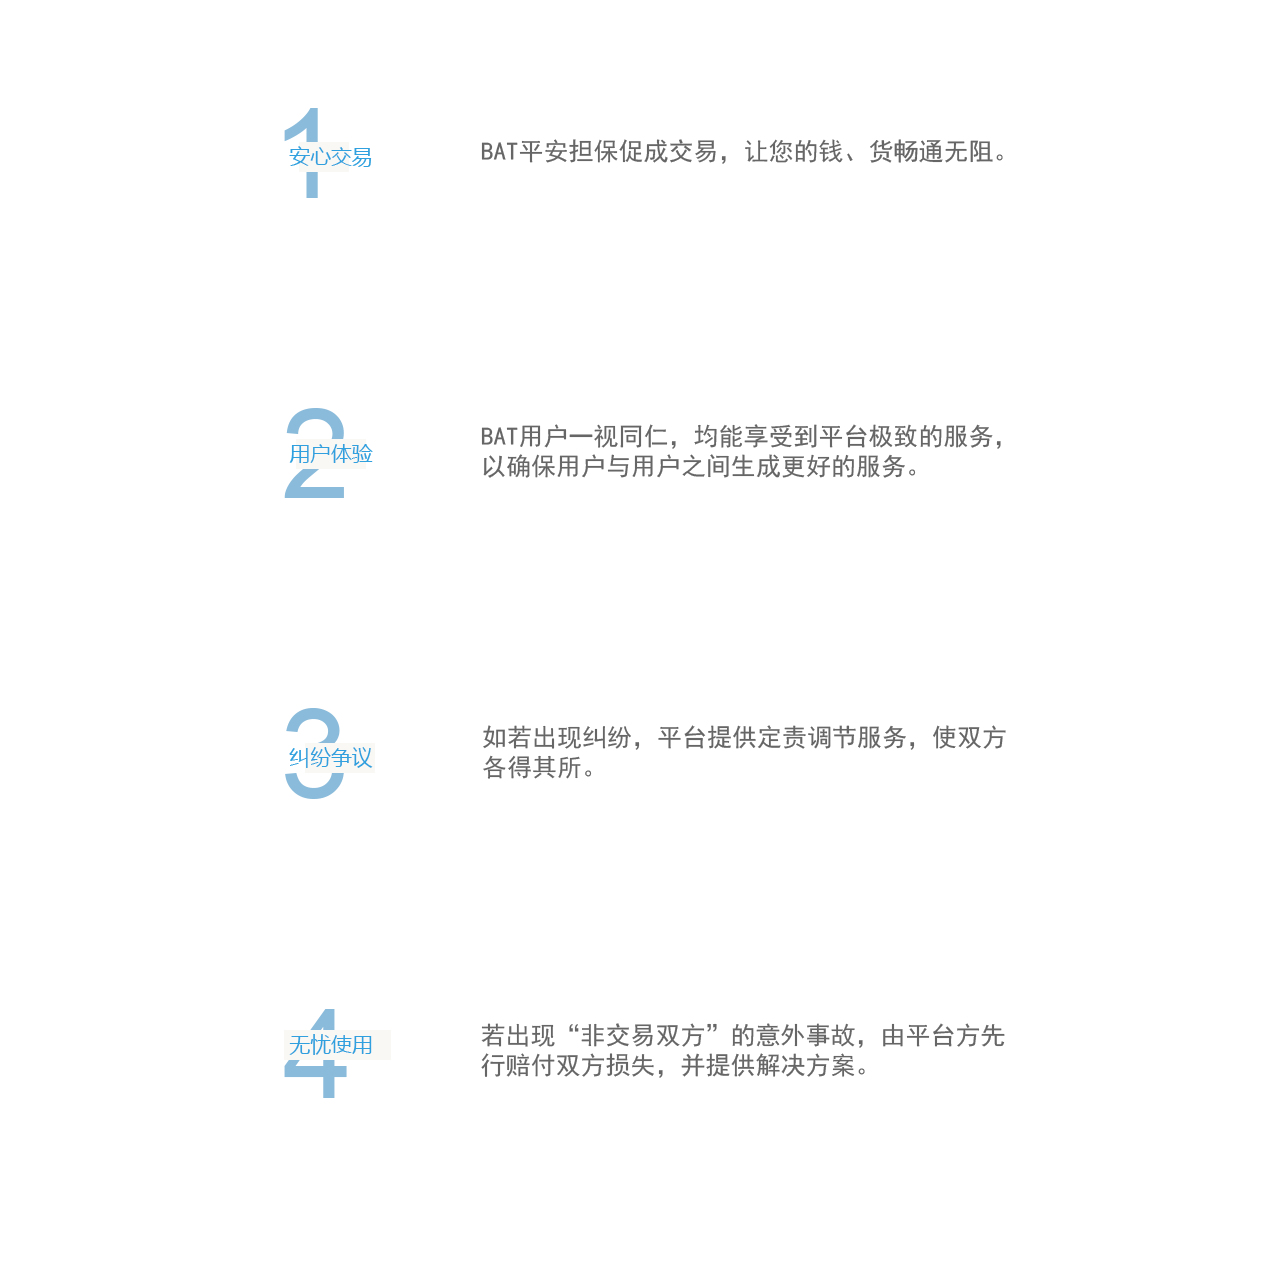 1
安心交易
BAT平安担保促成交易，让您的钱、货畅通无阻。
2
用户体验
BAT用户一视同仁，均能享受到平台极致的服务，
以确保用户与用户之间生成更好的服务。
3
纠纷争议
如若出现纠纷，平台提供定责调节服务，使双方
各得其所。
4
无忧使用
若出现“非交易双方”的意外事故，由平台方先
行赔付双方损失，并提供解决方案。